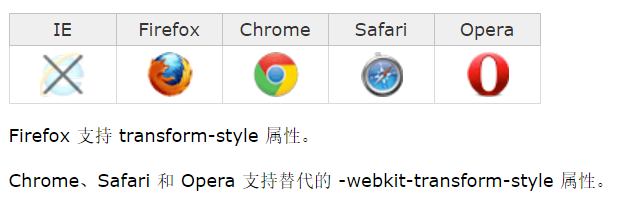 IE Firefox Chrome Safari Opera
Firefox 支持 transform-style 属性。
Chrome、Safari 和 Opera 支持替代的 -webkit-transform-style 属性。